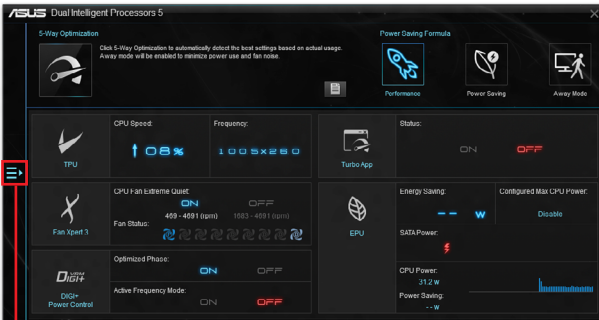 ASUS Dual Intelligent Processors 5
5-Way Optimization
Click 5-Way Optimization to automatically detect the best settings based on actual usage.
Away mode will be enabled to minimize power use and fan noise.
Power Saving Formula
Performance
Power Saving
Away Mode
TPU
CPU Speed:
08%
Frequency:
1005x260
Turbo App
Status:
ON OFF
Fan Xpert 3
CPU Fan Extreme Quiet
ON OFF
469 - 4691 (rpm) 1683 - 4691 (rpm)
Fan Status:
EPU
Energy Saving:
-- W
Configured Max CPU Power:
Disable
SATA Power:
CPU Power:
31.2 w
Power Saving:
-- w
DIGI+ VRM
DIGI+
Power Control
Optimized Phase:
ON OFF
Active Frequency Mode:
ON OFF